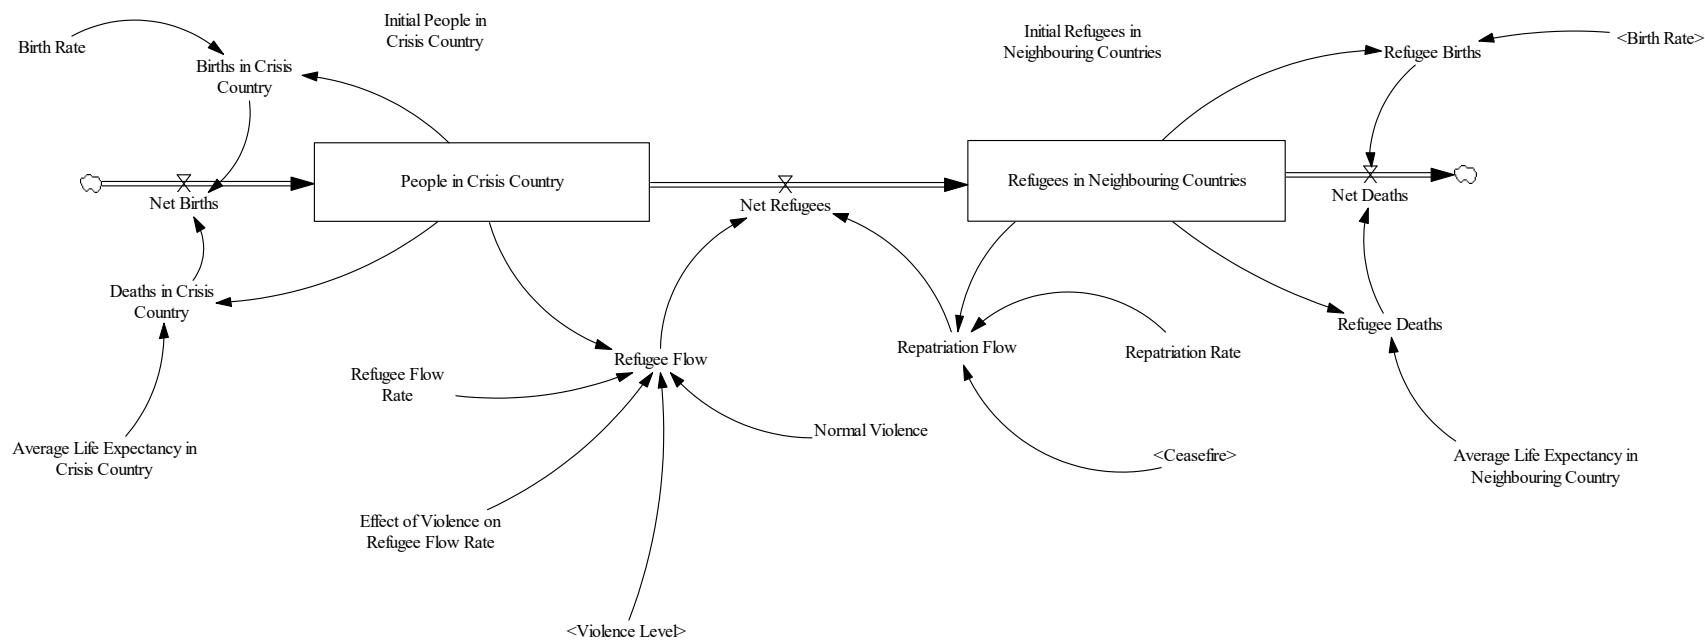 Initial People in
Crisis Country
Initial Refugees in
Neighbouring Countries
Birth Rate
<Birth Rate>
Births in Crisis
Country
Refugee Births
People in Crisis Country
Refugees in Neighbouring Countries
Net Births
Net Refugees
Net Deaths
Deaths in Crisis
Country
Refugee Flow
Repatriation Flow
Repatriation Rate
Refugee Deaths
Refugee Flow
Rate
Normal Violence
Average Life Expectancy in
Crisis Country
<Ceasefire>
Average Life Expectancy in
Neighbouring Country
Effect of Violence on
Refugee Flow Rate
<Violence Level>